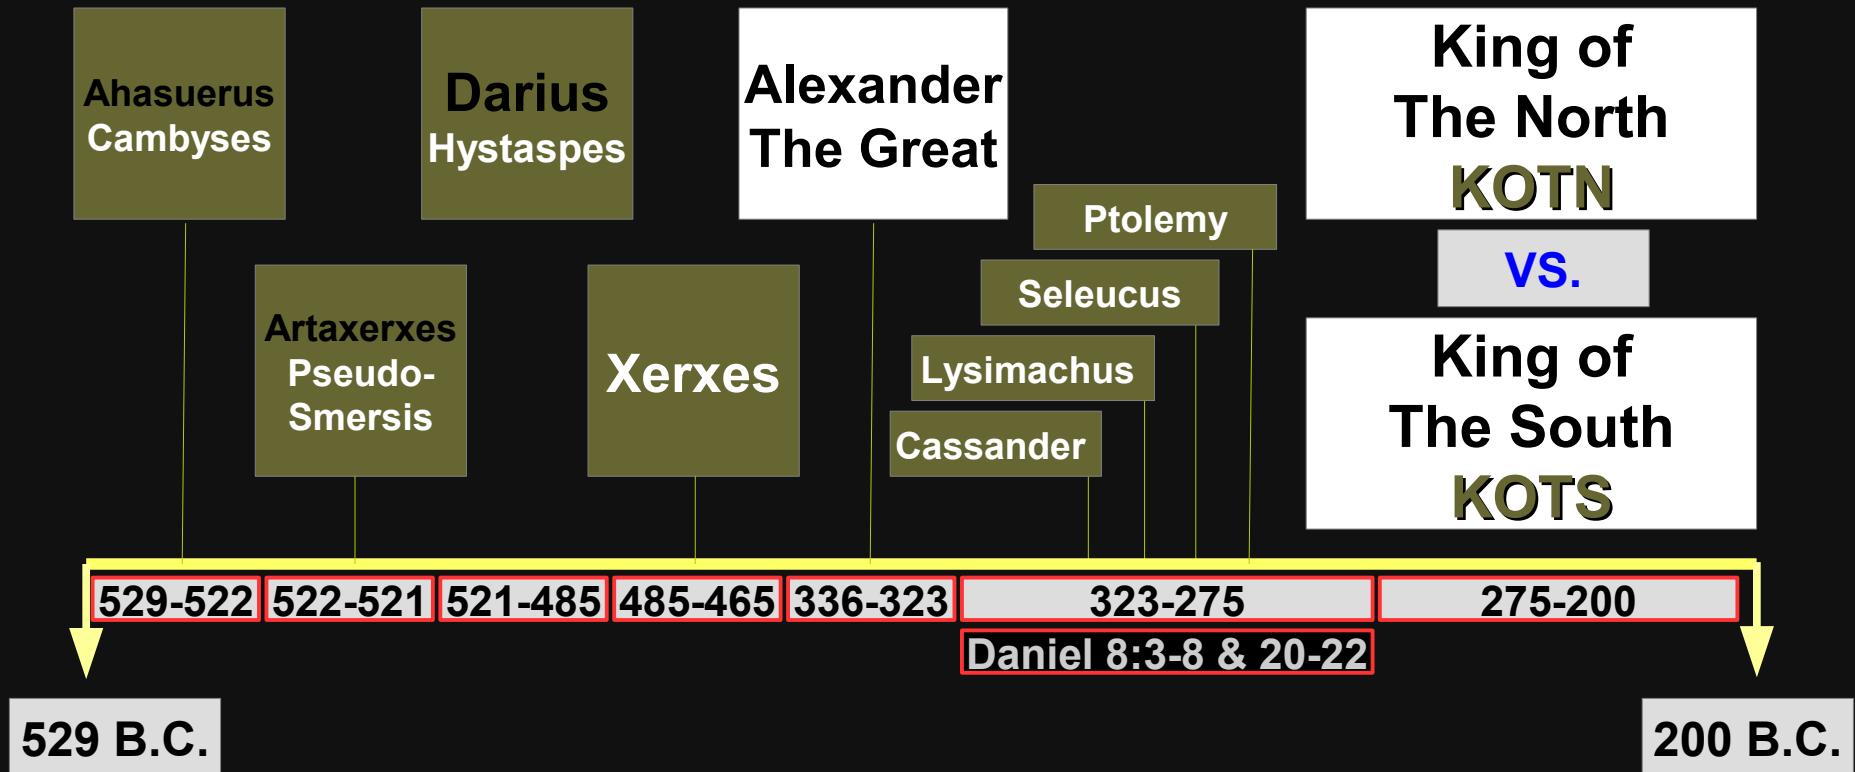 Ahasuerus
Cambyses
Artaxerxes
Pseudo-
Smersis
Darius
Hystaspes
Xerxes
Alexander
The Great
Ptolemy
Seleucus
Lysimachus
Cassander
King of
The North
KOTN
VS.
King of
The South
KOTS
529-522
522-521
521-485
485-465
336-323
323-275
275-200
Daniel 8:3-8 & 20-22
529 B.C.
200 B.C.